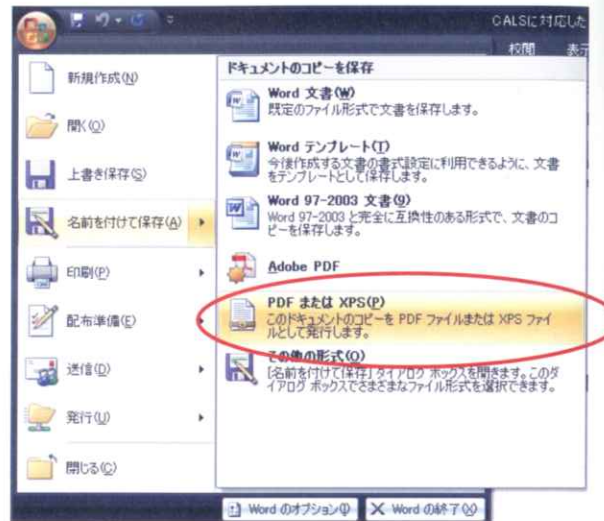 CALSに対応した
校閲 表示
新規作成(N)
開く(O)
上書き保存(S)
名前を付けて保存(A)
印刷(P)
配布準備(E)
送信(D)
発行(U)
閉じる(C)
ドキュメントのコピーを保存
Word 文書(W)
既定のファイル形式で文書を保存します。
Word テンプレート(T)
今後作成する文書の書式設定に利用できるように、文書
をテンプレートとして保存します。
Word 97-2003 文書(9)
Word 97-2003 と完全に互換性のある形式で、文書のコ
ピーを保存します。
Adobe PDF
PDF または XPS(P)
このドキュメントのコピーを PDF ファイルまたは XPS ファイ
ルとして発行します。
その他の形式(O)
[名前を付けて保存] ダイアログ ボックスを開きます。このダ
イアログ ボックスでさまざまなファイル形式を選択できます。
Word のオプション(I) X Word の終了(X)